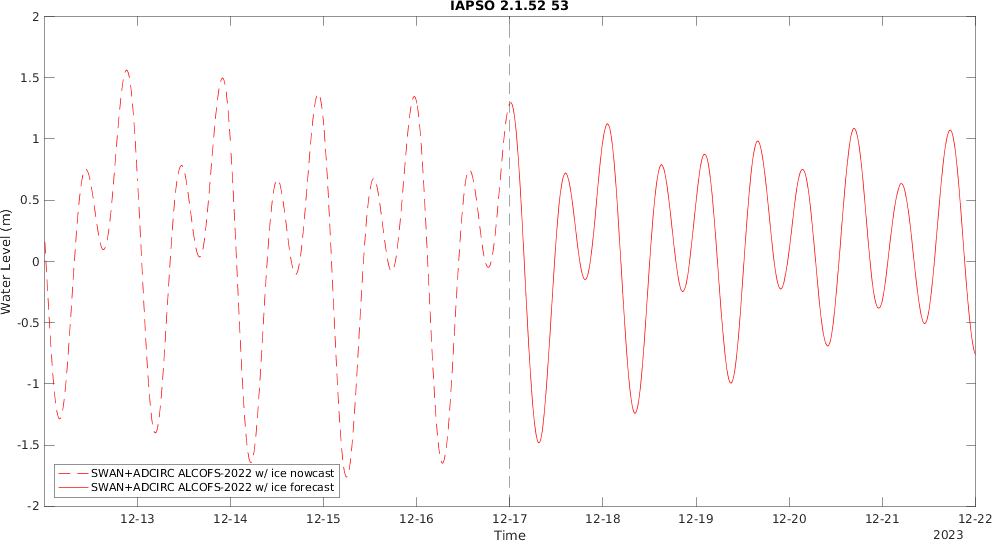 IAPSO 2.1.52 53
2
1.5
1
0.5
0
-0.5
-1
-1.5
-2
Water Level (m)
SWAN+ADCIRC ALCOFS-2022 w/ ice nowcast
SWAN+ADCIRC ALCOFS-2022 w/ ice forecast
12-13 12-14 12-15 12-16 12-17 12-18 12-19 12-20 12-21 12-22
Time
2023